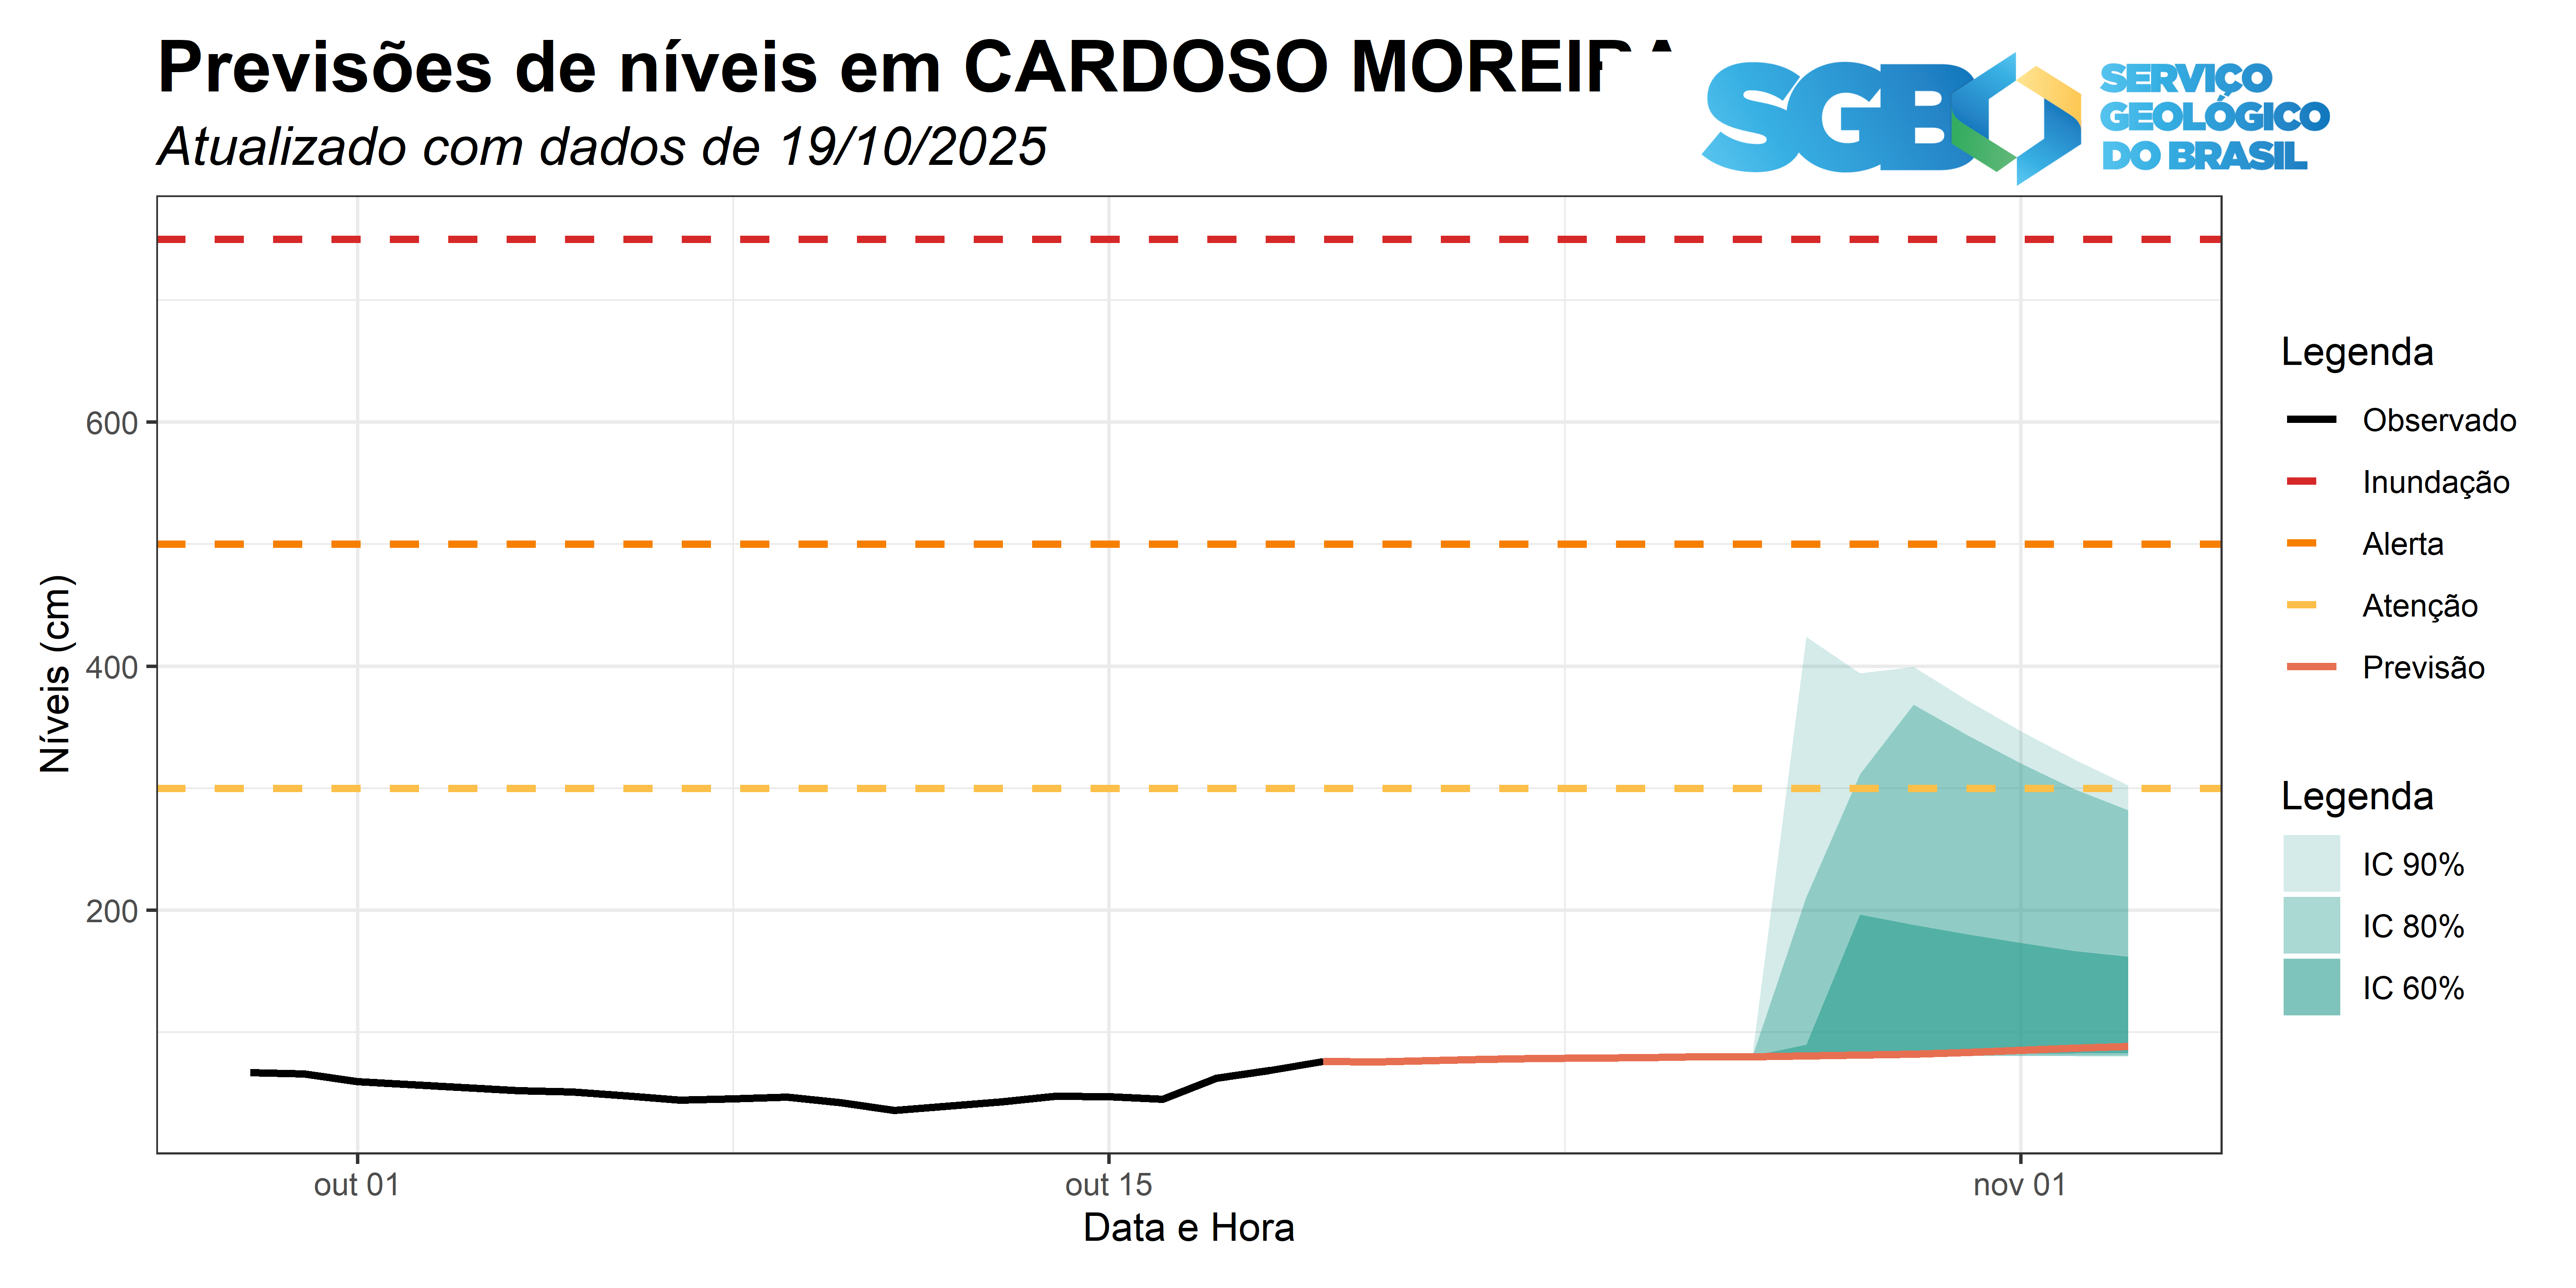 Previsões de níveis em CARDOSO MOREIRA
Atualizado com dados de 19/10/2025
SGB
SERVIÇO
GEOLÓGICO
DO BRASIL
Níveis (cm)
600
400
200
out 01
out 15
nov 01
Data e Hora
Legenda
Observado
Inundação
Alerta
Atenção
Previsão
Legenda
IC 90%
IC 80%
IC 60%